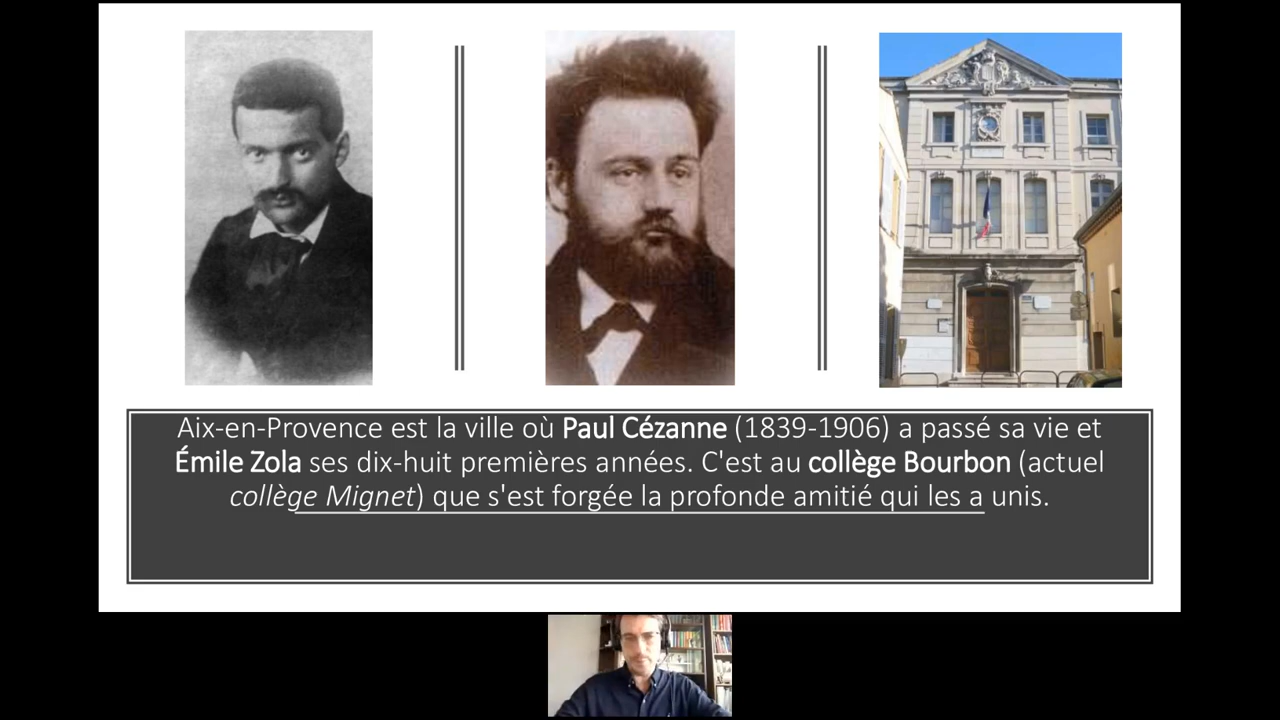 Aix-en-Provence est la ville où Paul Cézanne (1839-1906) a passé sa vie et
Émile Zola ses dix-huit premières années. C'est au collège Bourbon (actuel
collège Mignet) que s'est forgée la profonde amitié qui les a unis.